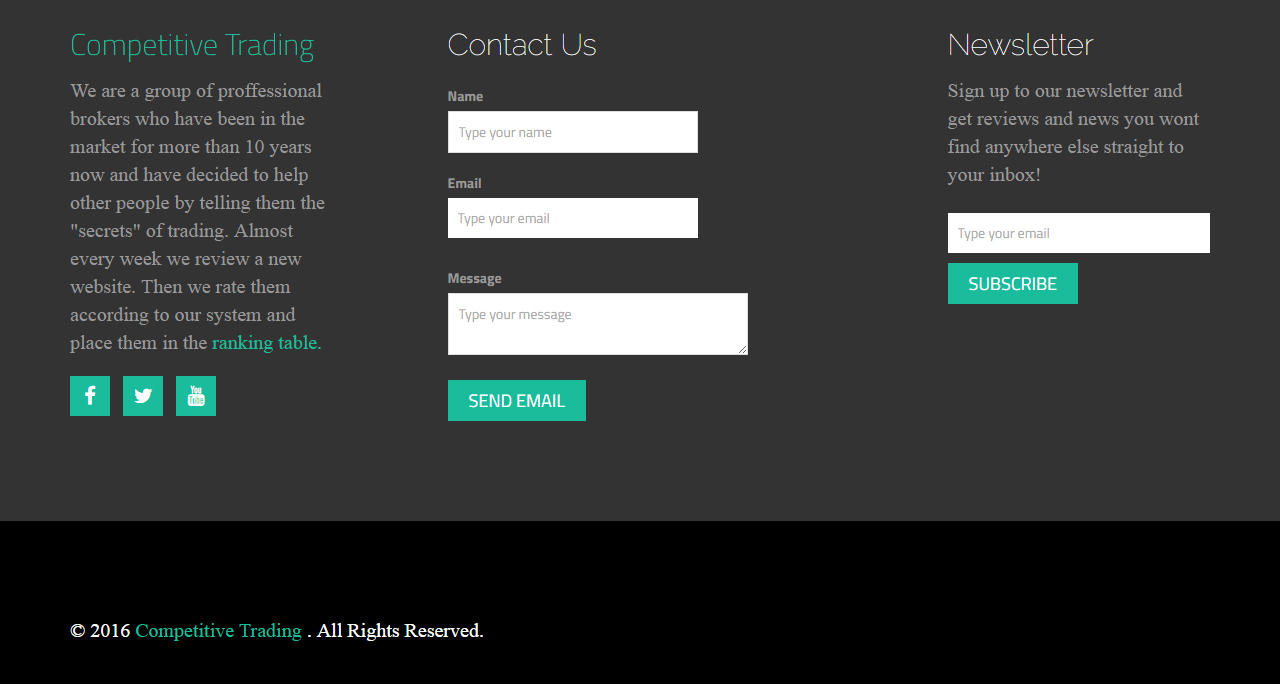 Competitive Trading
We are a group of proffessional
brokers who have been in the
market for more than 10 years
now and have decided to help
other people by telling them the
"secrets" of trading. Almost
every week we review a new
website. Then we rate them
according to our system and
place them in the ranking table.
You
Tube
Contact Us
Name
Type your name
Email
Type your email
Message
Type your message
SEND EMAIL
Newsletter
Sign up to our newsletter and
get reviews and news you wont
find anywhere else straight to
your inbox!
Type your email
SUBSCRIBE
© 2016 Competitive Trading . All Rights Reserved.